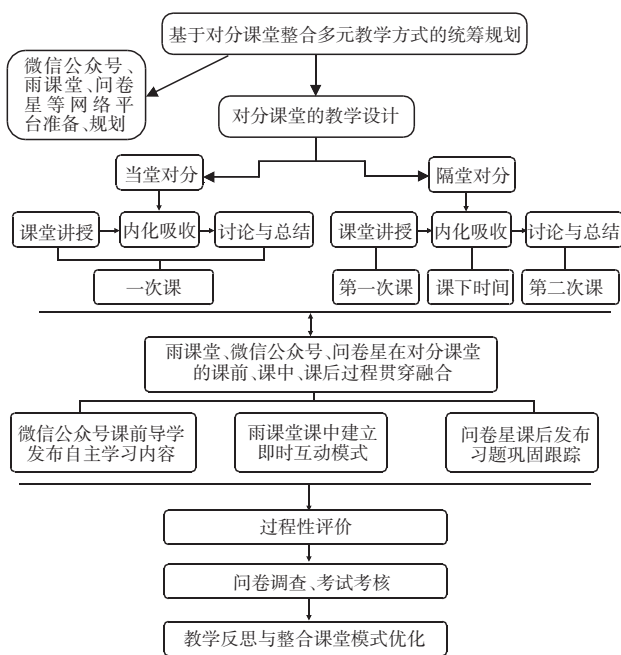 基于对分课堂整合多元教学方式的统筹规划
微信公众号、
雨课堂、问卷
星等网络平
台准备、规划
对分课堂的教学设计
当堂对分
隔堂对分
课堂讲授
内化吸收
讨论与总结
课堂讲授
内化吸收
讨论与总结
一次课
第一次课
课下时间
第二次课
雨课堂、微信公众号、问卷星在对分课堂
的课前、课中、课后过程贯穿融合
微信公众号课前导学
发布自主学习内容
雨课堂课中建立
即时互动模式
问卷星课后发布
习题巩固跟踪
过程性评价
问卷调查、考试考核
教学反思与整合课堂模式优化